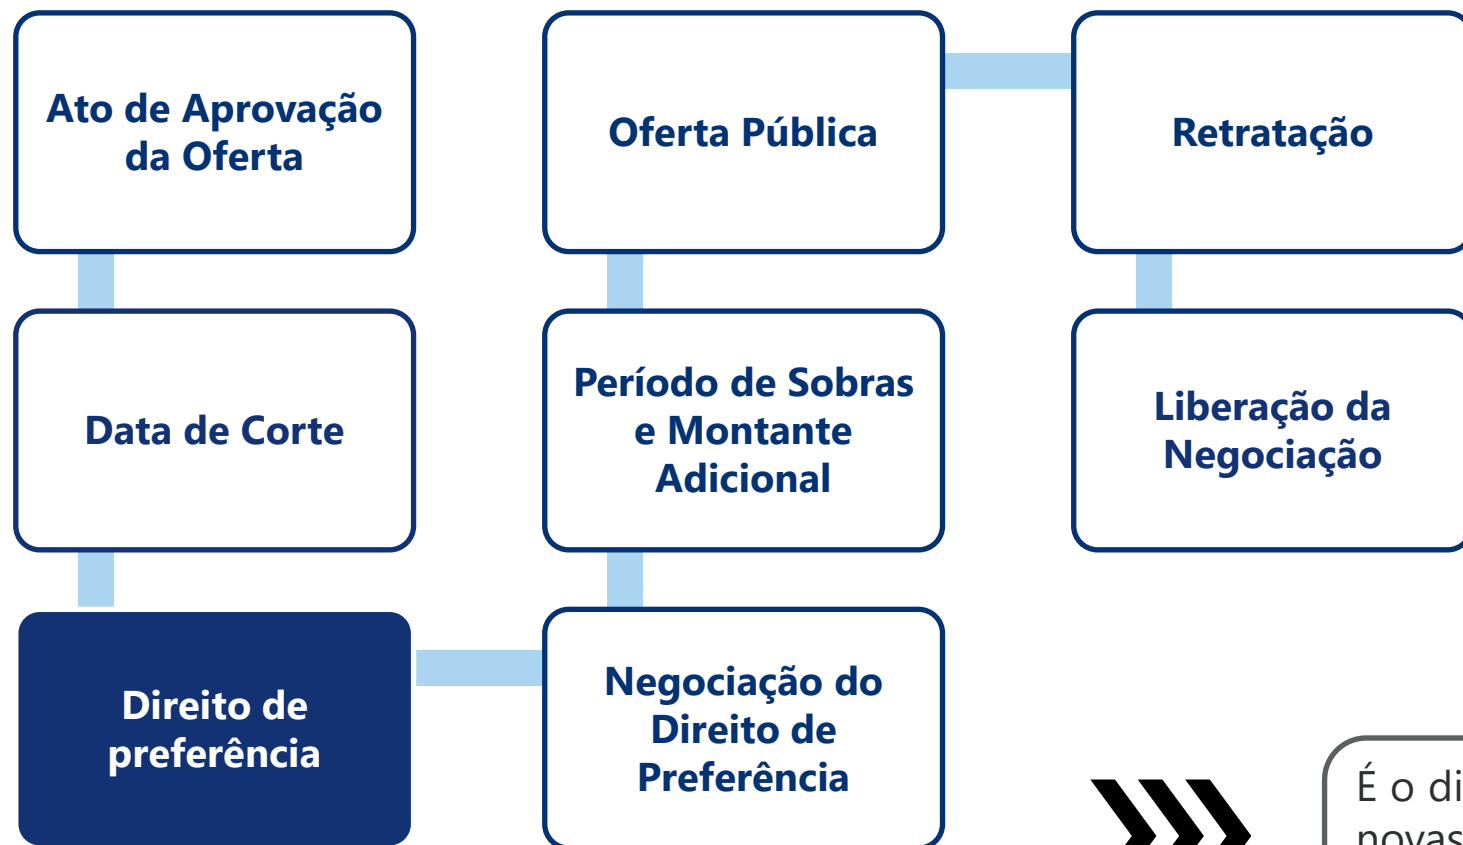 Ato de Aprovação
da Oferta
Data de Corte
Direito de
preferência
Negociação do
Direito de
Preferência
Período de Sobras
e Montante
Adicional
Oferta Pública
Retratação
Liberação da
Negociação
É o
novas